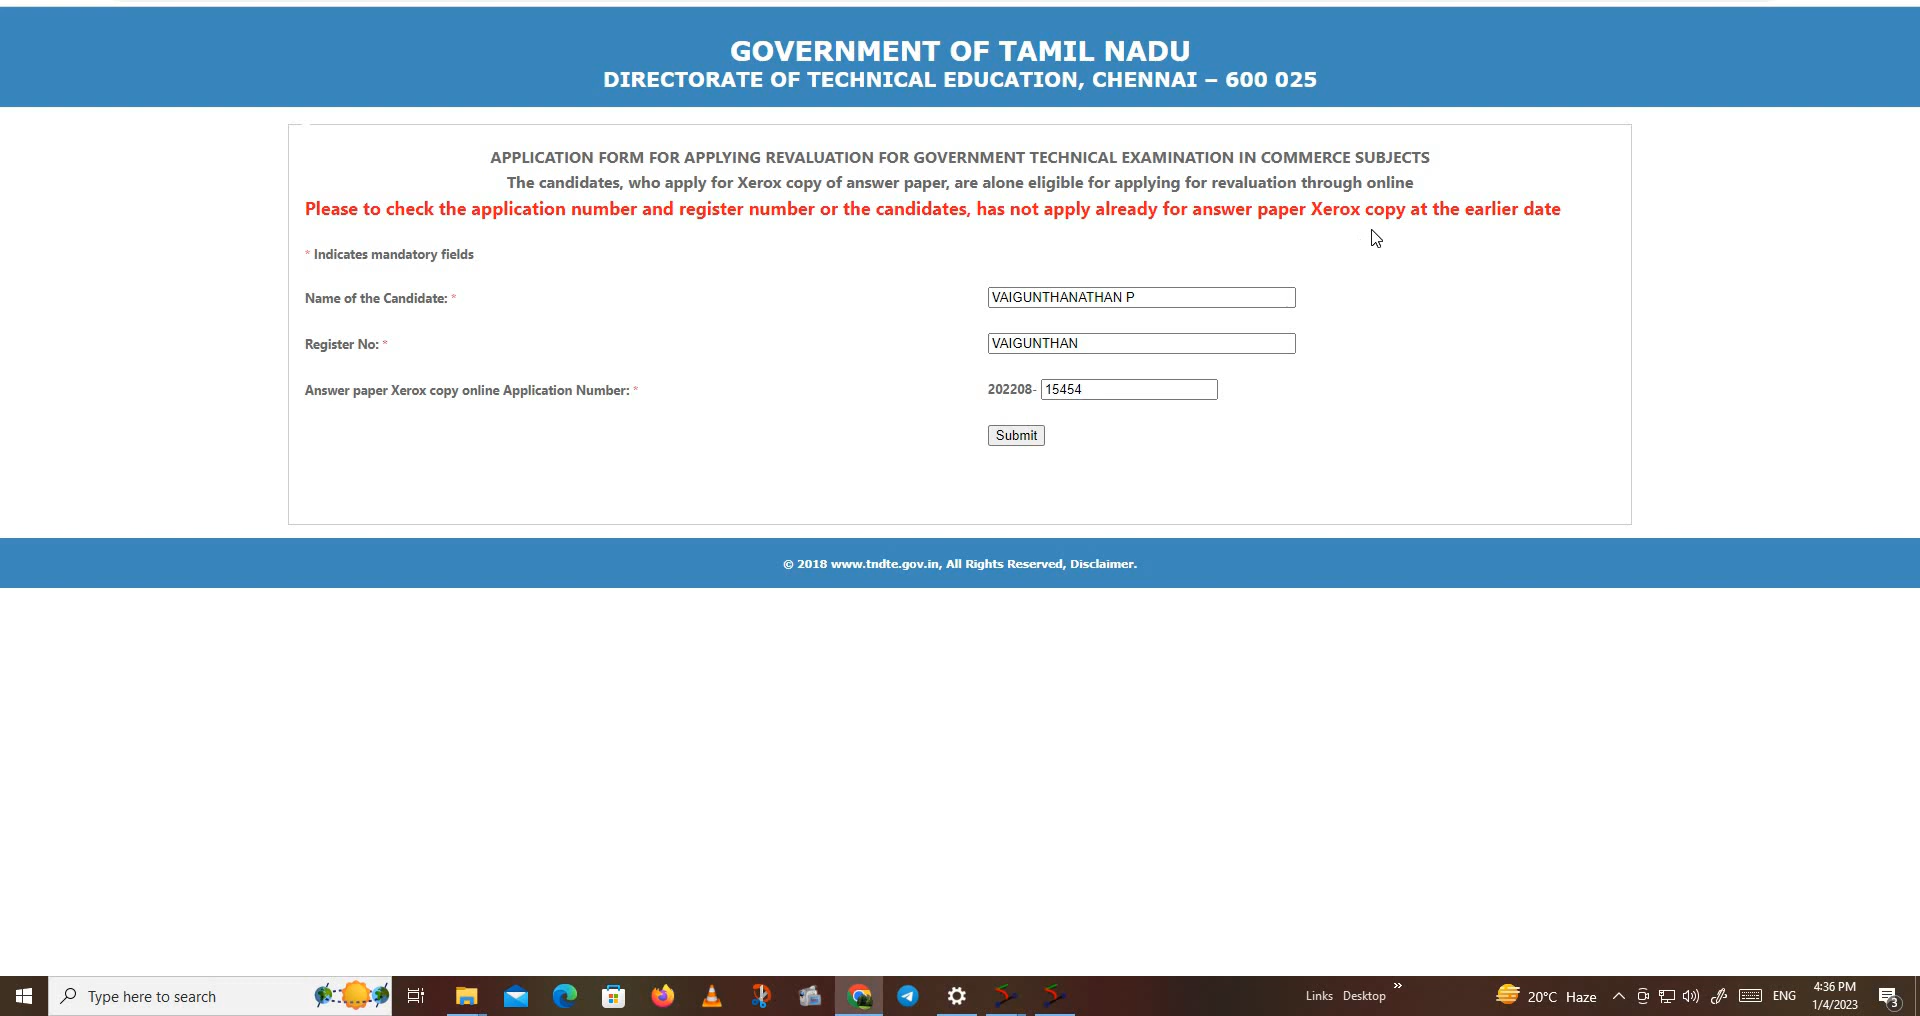 GOVERNMENT OF TAMIL NADU
DIRECTORATE OF TECHNICAL EDUCATION, CHENNAI – 600 025
APPLICATION FORM FOR APPLYING REVALUATION FOR GOVERNMENT TECHNICAL EXAMINATION IN COMMERCE SUBJECTS
The candidates, who apply for Xerox copy of answer paper, are alone eligible for applying for revaluation through online
Please to check the application number and register number or the candidates, has not apply already for answer paper Xerox copy at the earlier date
* Indicates mandatory fields
Name of the Candidate: * VAIGUNTHANATHAN P
Register No: * VAIGUNTHAN
Answer paper Xerox copy online Application Number: * 202208- 15454
Submit
© 2018 www.tndte.gov.in, All Rights Reserved, Disclaimer.
Type here to search Links Desktop » 20°C Haze ENG 4:36 PM
1/4/2023 3